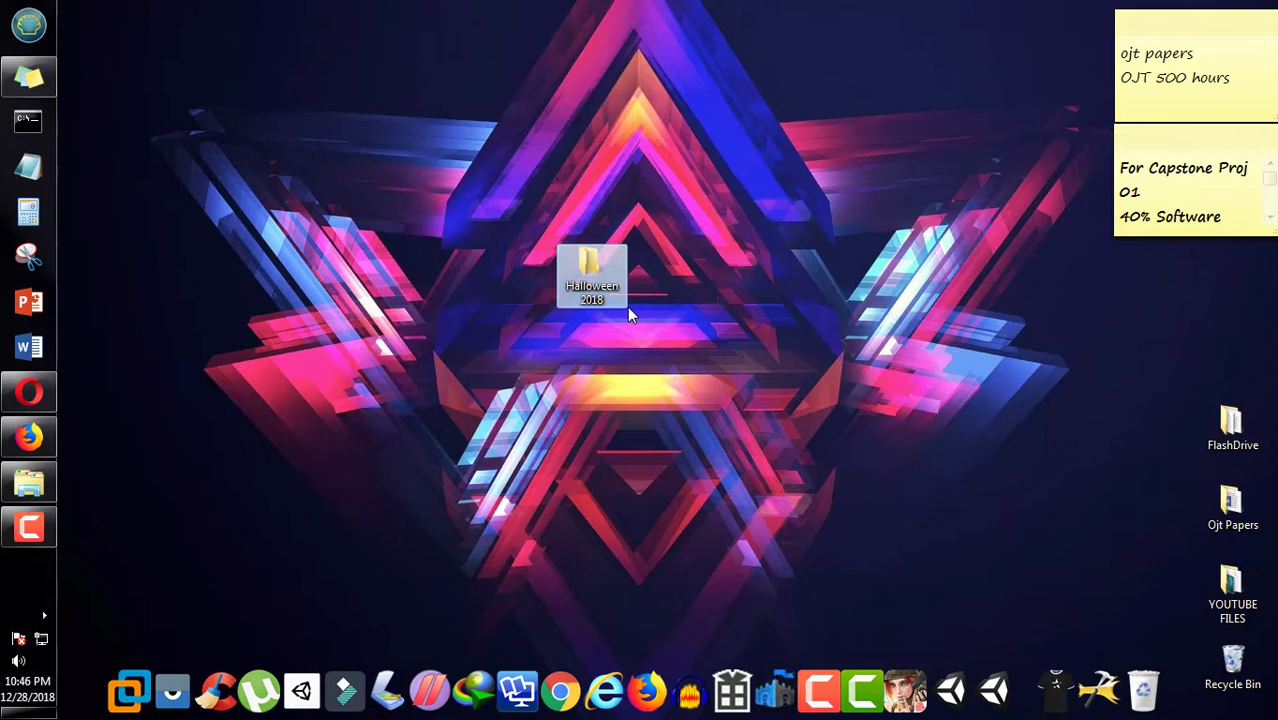 ojt papers
OJT 500 hours
For Capstone Proj
01
40% Software
C:\_
Halloween
2018
FlashDrive
Ojt Papers
YOUTUBE
FILES
Recycle Bin
10:46 PM
12/28/2018